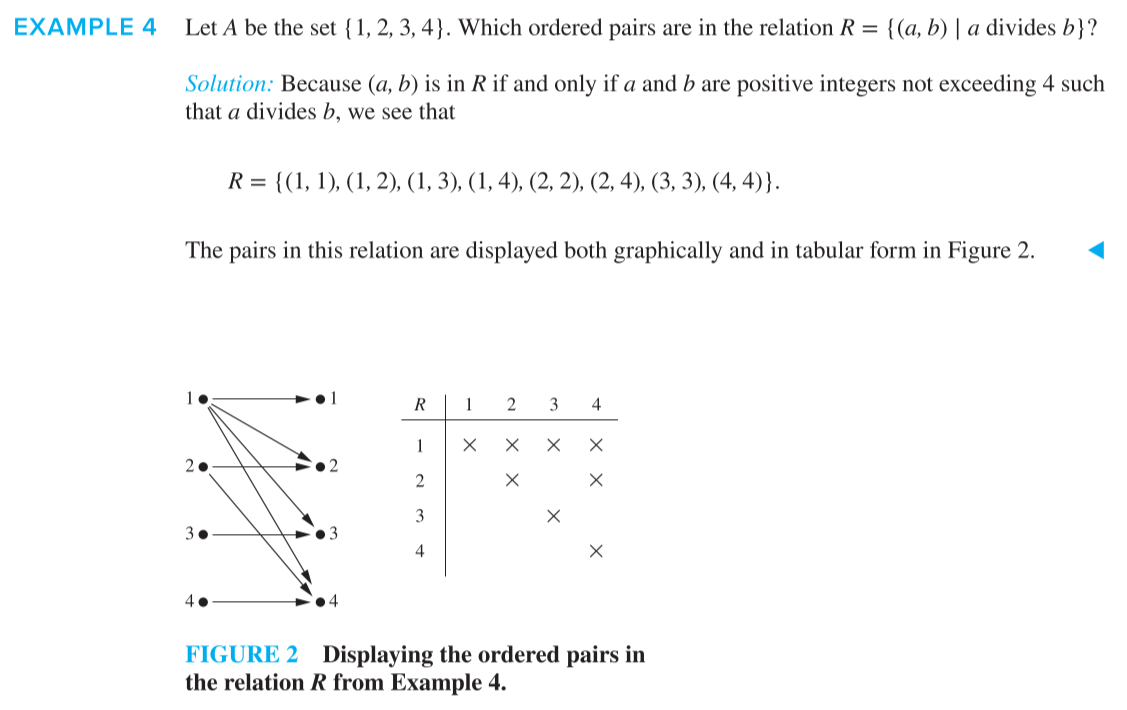 EXAMPLE 4 Let A be the set {1, 2, 3, 4}. Which ordered pairs are in the relation R = {(a, b) | a divides b}?
Solution: Because (a, b) is in R if and only if a and b are positive integers not exceeding 4 such
that a divides b, we see that
R = {(1, 1), (1, 2), (1, 3), (1, 4), (2, 2), (2, 4), (3, 3), (4, 4)}.
The pairs in this relation are displayed both graphically and in tabular form in Figure 2.
1 1
2 2
3 3
4 4
R 1 2 3 4
1 × × × ×
2 × ×
3 ×
4 ×
FIGURE 2 Displaying the ordered pairs in
the relation R from Example 4.